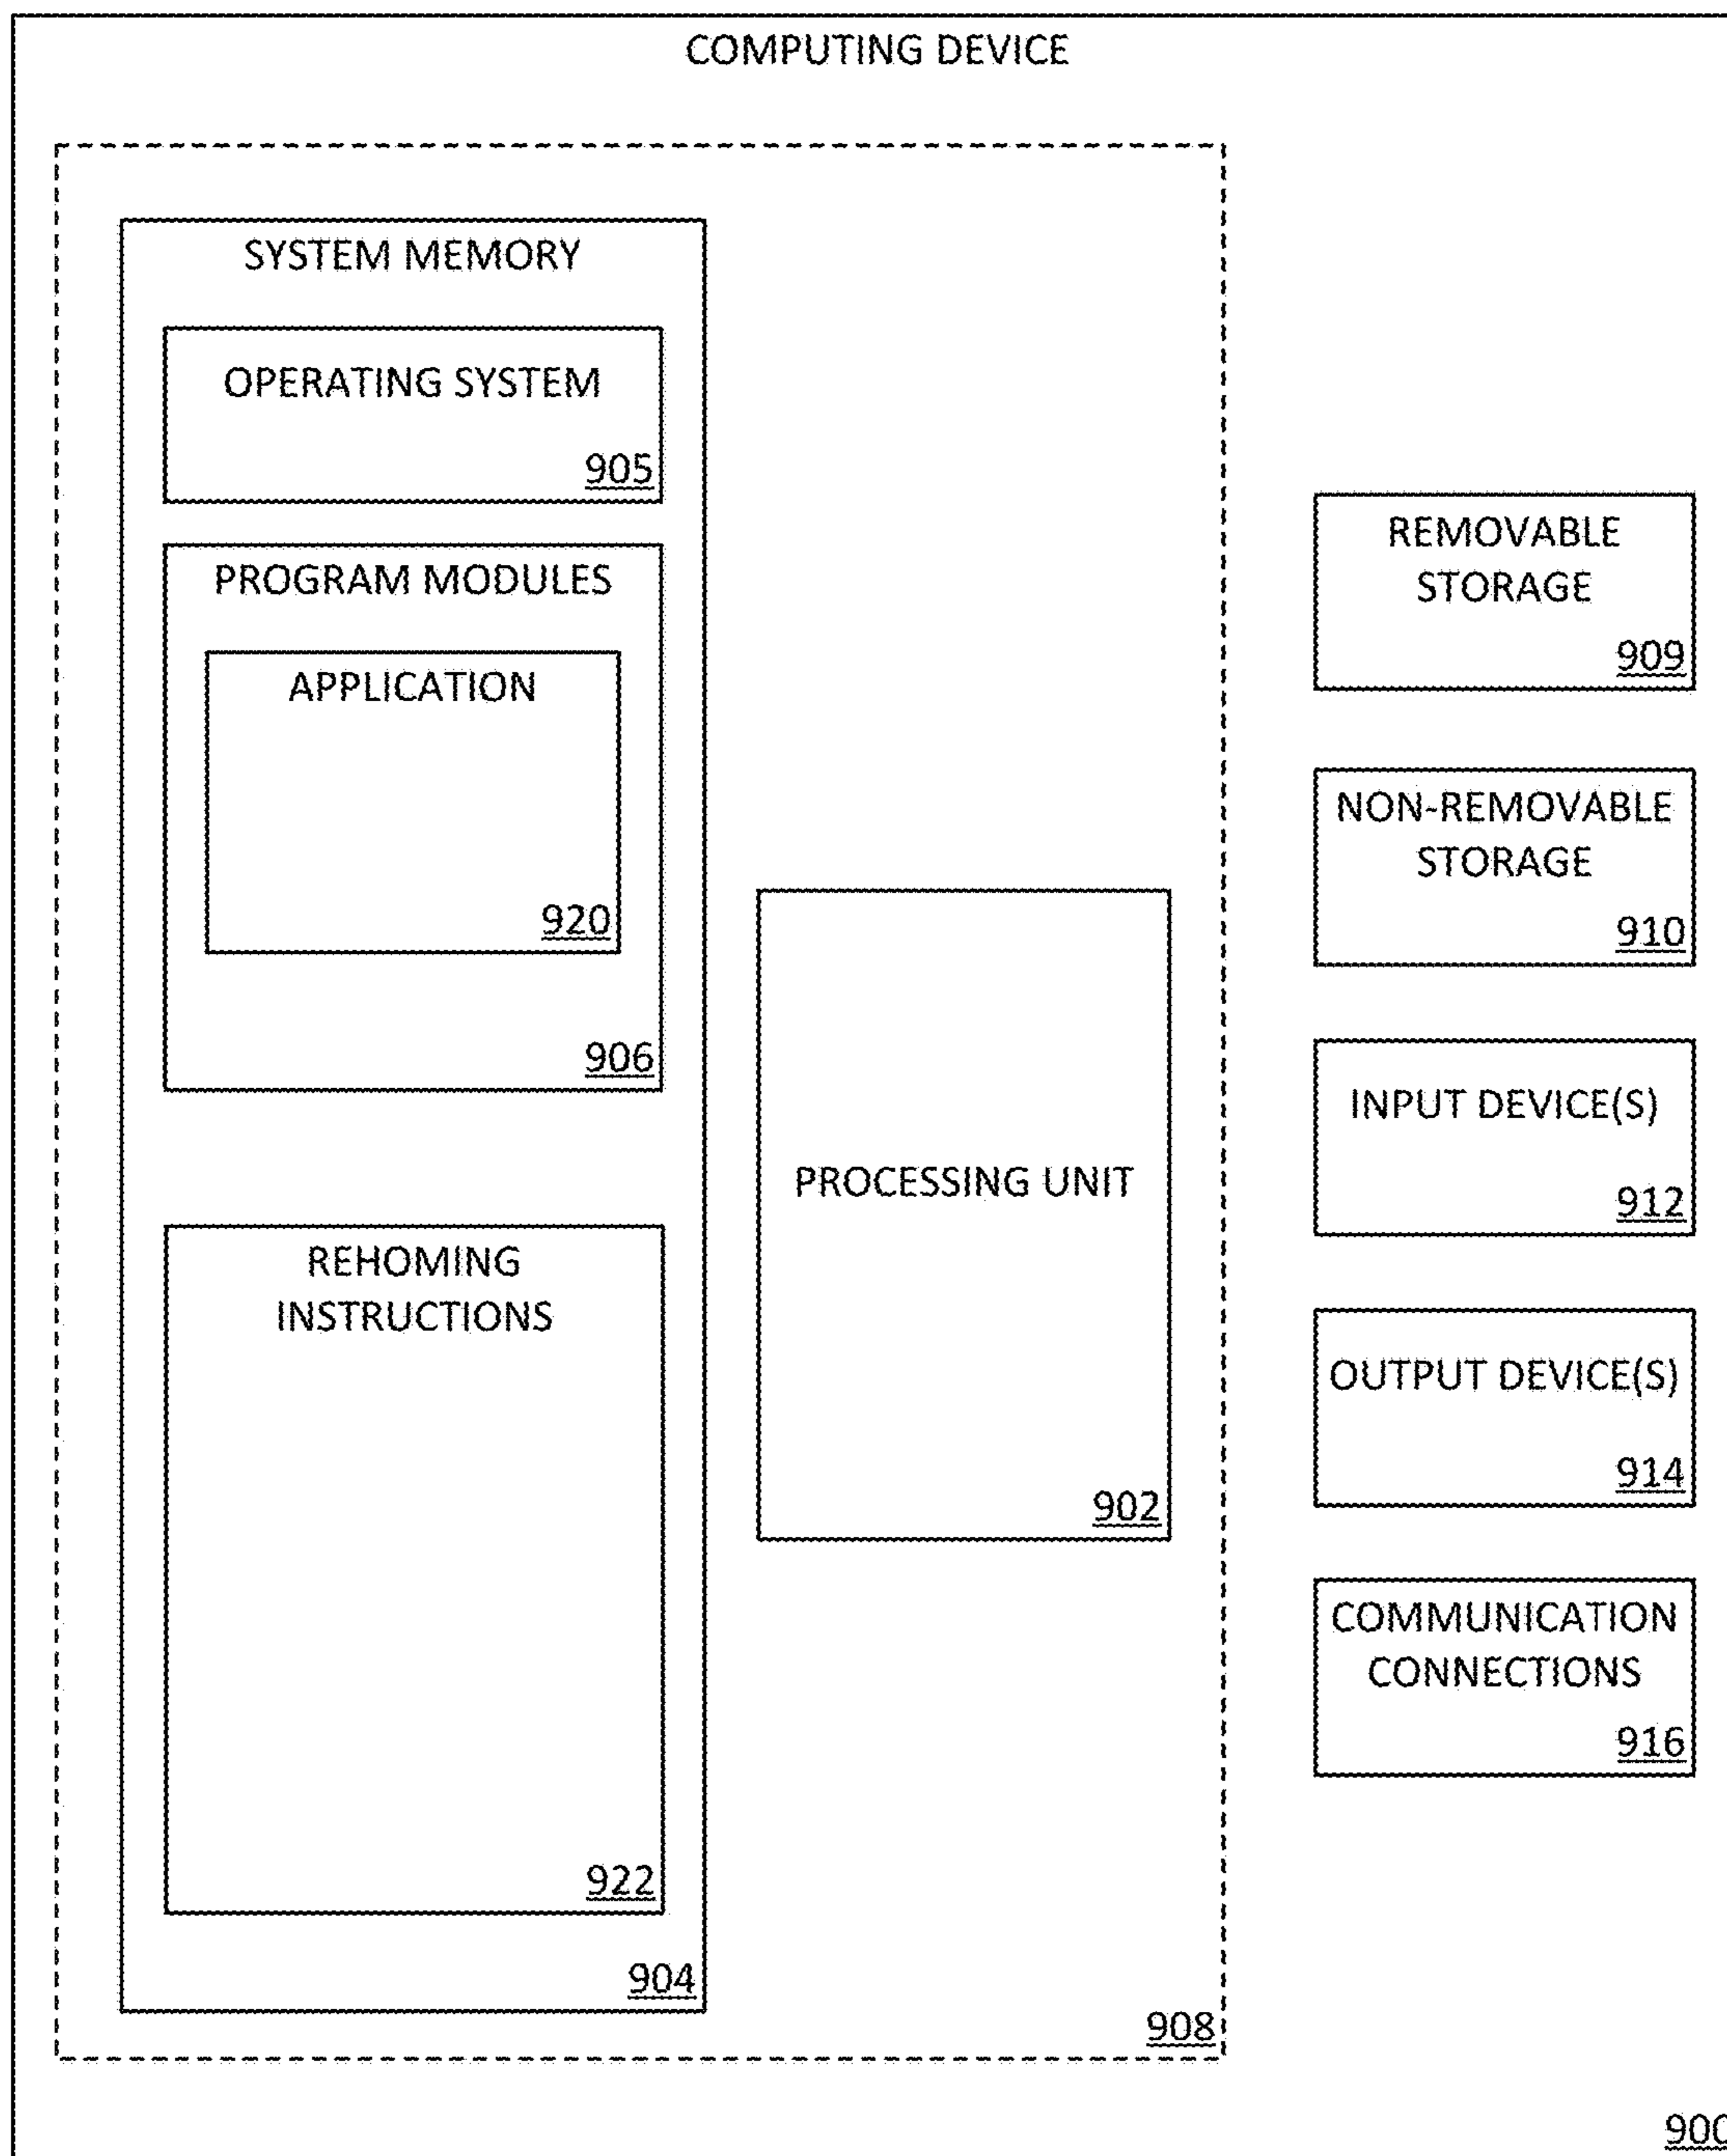 COMPUTING DEVICE
SYSTEM MEMORY
OPERATING SYSTEM
905
PROGRAM MODULES
APPLICATION
920
906
REHOMING
INSTRUCTIONS
922
904
PROCESSING UNIT
902
908
REMOVABLE
STORAGE
909
NON-REMOVABLE
STORAGE
910
INPUT DEVICE(S)
912
OUTPUT DEVICE(S)
914
COMMUNICATION
CONNECTIONS
916
900